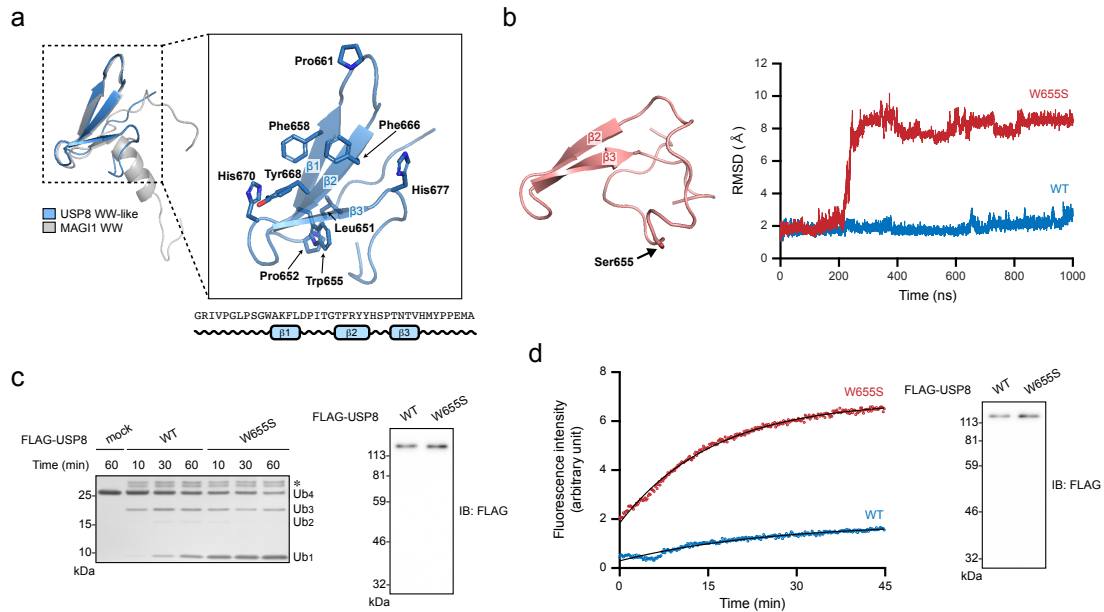 a
Pro661
Phe658
Phe666
β1
β2
His670
Tyr668
His677
β3
Leu651
Pro652
Trp655
USP8 WW-like
MAGI1 WW
GRIVPGLPSGWAKFLDPITGTFRYYHSPTNTVHMYPPEMA
β1 β2 β3
b
β2
β3
Ser655
12
10
8
6
4
2
0
RMSD (Å)
W655S
WT
0 200 400 600 800 1000
Time (ns)
c
FLAG-USP8 mock WT W655S
Time (min) 60 10 30 60 10 30 60
25
15
10
kDa
*
Ub4
Ub3
Ub2
Ub1
FLAG-USP8 WT W655S
113
81
59
49
32
kDa
IB: FLAG
d
8
6
4
2
0
Fluorescence intensity
(arbitrary unit)
W655S
WT
0 15 30 45
Time (min)
FLAG-USP8 WT W655S
113
81
59
49
32
kDa
IB: FLAG